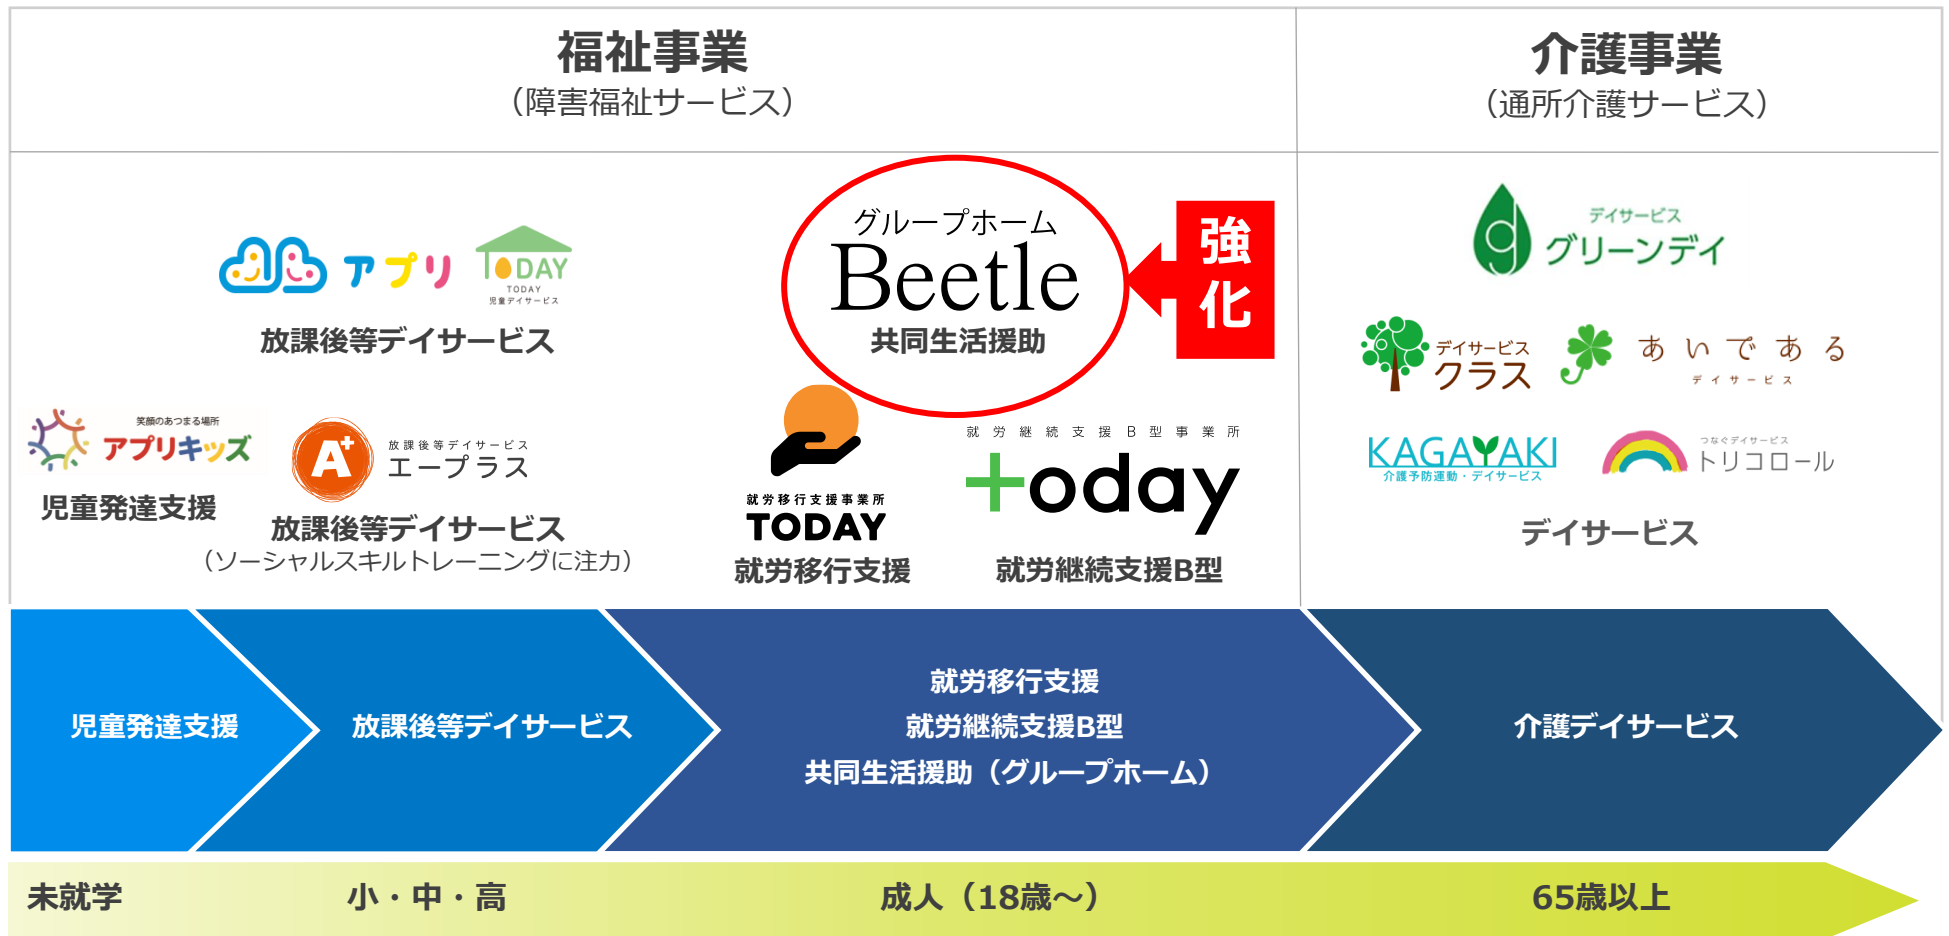 福祉事業
（障害福祉サービス）
介護事業
（通所介護サービス）
アプリ
TODAY
TODAY
児童デイサービス
放課後等デイサービス
グループホーム
Beetle
共同生活援助
強化
笑顔のあつまる場所
アプリキッズ
児童発達支援
A+
放課後等デイサービス
エープラス
放課後等デイサービス
（ソーシャルスキルトレーニングに注力）
就労移行支援事業所
TODAY
就労移行支援
就労継続支援B型事業所
today
就労継続支援B型
デイサービス
グリーンデイ
デイサービス
クラス
あいである
デイサービス
KAGAYAKI
介護予防運動・デイサービス
つなぐデイサービス
トリコロール
デイサービス
児童発達支援
放課後等デイサービス
就労移行支援
就労継続支援B型
共同生活援助（グループホーム）
介護デイサービス
未就学
小・中・高
成人（18歳～）
65歳以上